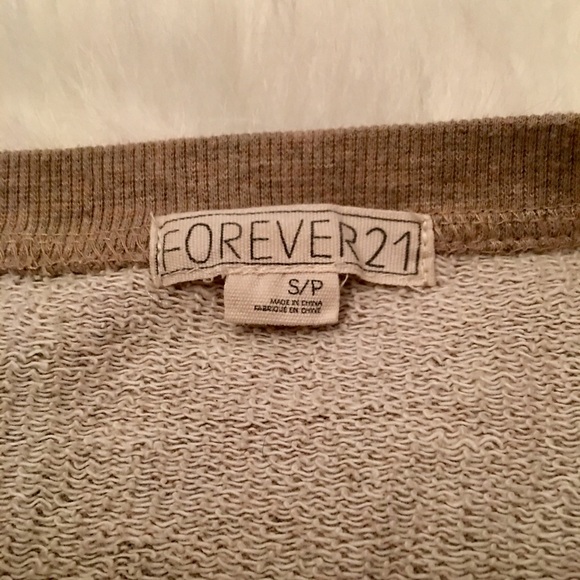 FOREVER21
S/P
MADE IN CHINA
FABRIQUÉ EN CHINE